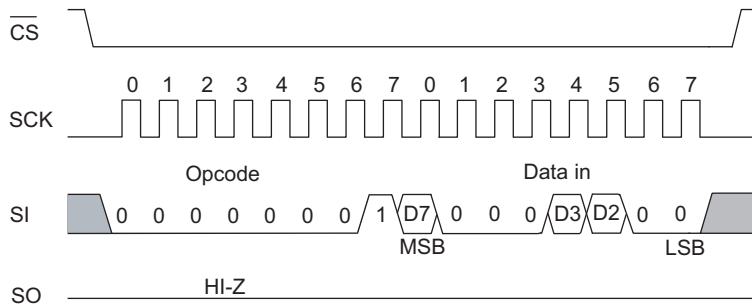 CS
0 1 2 3 4 5 6 7 0 1 2 3 4 5 6 7
SCK
Opcode Data in
SI 0 0 0 0 0 0 0 1 D7 0 0 0 D3 D2 0 0
MSB LSB
HI-Z
SO